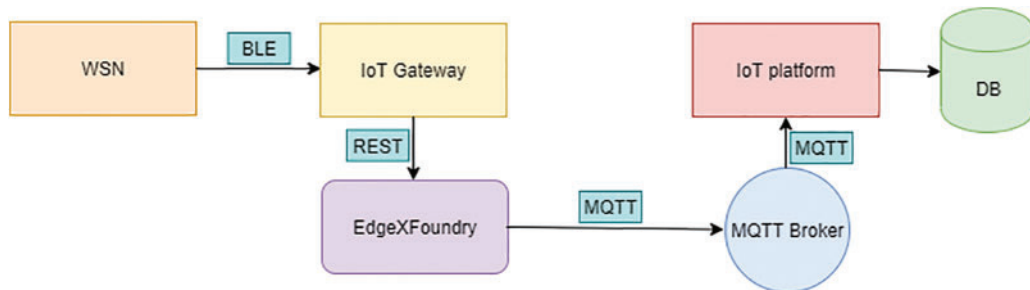 WSN
BLE
IoT Gateway
REST
EdgeXFoundry
MQTT
MQTT Broker
MQTT
IoT platform
DB